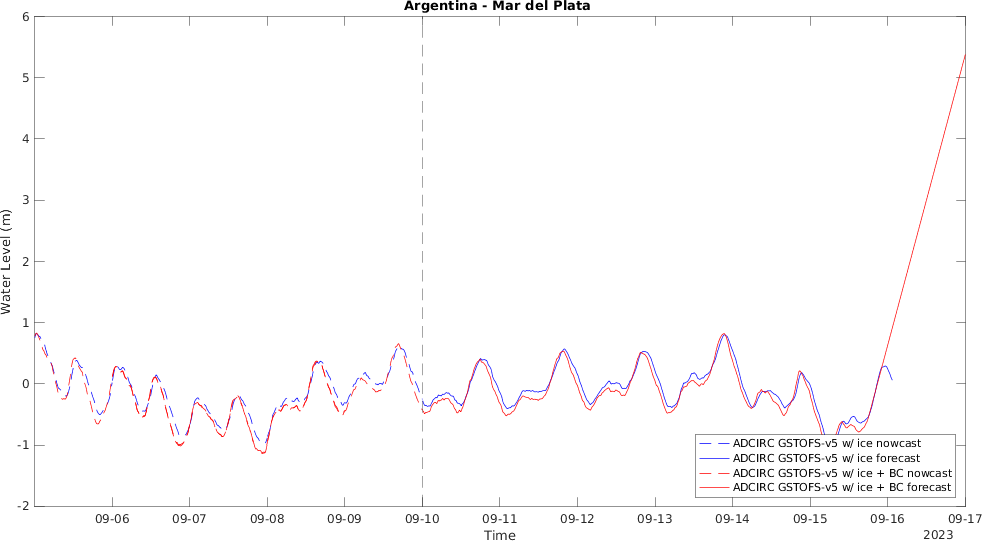 Argentina - Mar del Plata
6
5
4
3
2
1
0
-1
-2
Water Level (m)
ADCIRC GSTOFS-v5 w/ ice nowcast
ADCIRC GSTOFS-v5 w/ ice forecast
ADCIRC GSTOFS-v5 w/ ice + BC nowcast
ADCIRC GSTOFS-v5 w/ ice + BC forecast
09-06 09-07 09-08 09-09 09-10 09-11 09-12 09-13 09-14 09-15 09-16 09-17
Time
2023